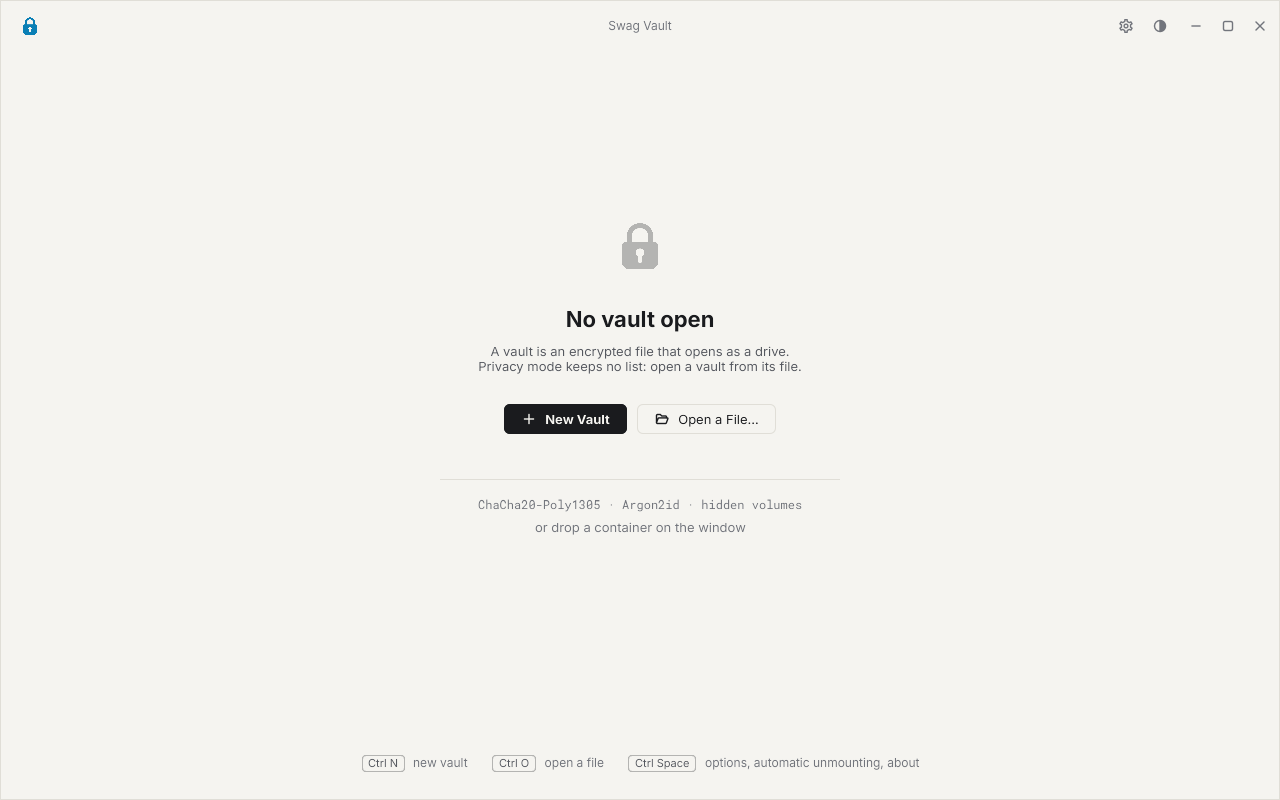 Swag Vault
No vault open
A vault is an encrypted file that opens as a drive.
Privacy mode keeps no list: open a vault from its file.
New Vault
Open a File...
ChaCha20-Poly1305 · Argon2id · hidden volumes
or drop a container on the window
Ctrl N new vault Ctrl O open a file Ctrl Space options, automatic unmounting, about